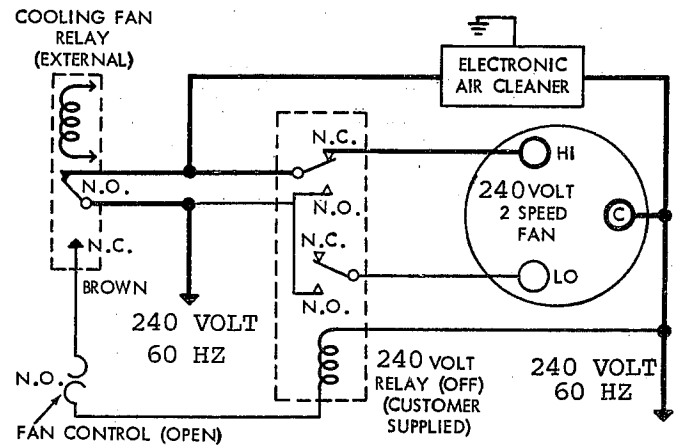 COOLING FAN
RELAY
(EXTERNAL)
ELECTRONIC
AIR CLEANER
N.C.
HI
N.O.
240 VOLT
2 SPEED
FAN
C
N.O.
N.C.
N.C.
LO
BROWN
N.O.
240 VOLT
60 HZ
240 VOLT
RELAY (OFF)
(CUSTOMER
SUPPLIED)
240 VOLT
60 HZ
N.O.
FAN CONTROL (OPEN)